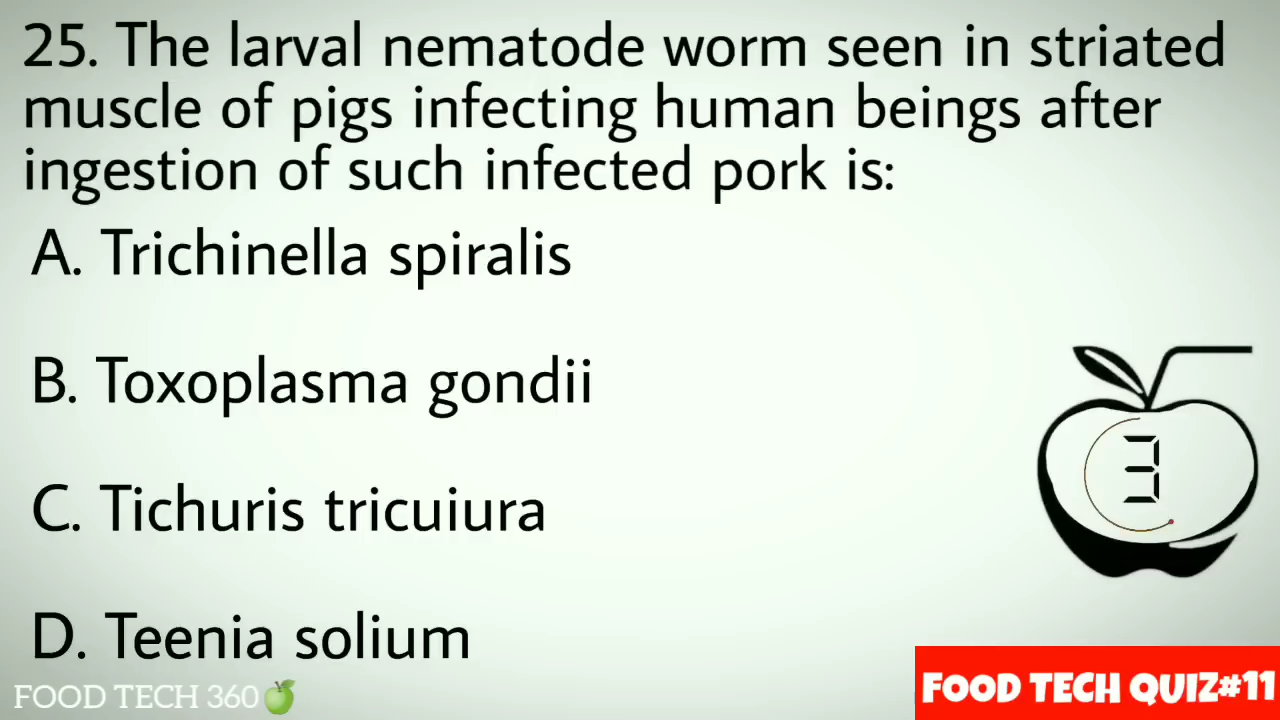 25. The larval nematode worm seen in striated
muscle of pigs infecting human beings after
ingestion of such infected pork is:
A. Trichinella spiralis
B. Toxoplasma gondii
3
C. Tichuris tricuiura
D. Teenia solium
FOOD TECH 360
FOOD TECH QUIZ#11